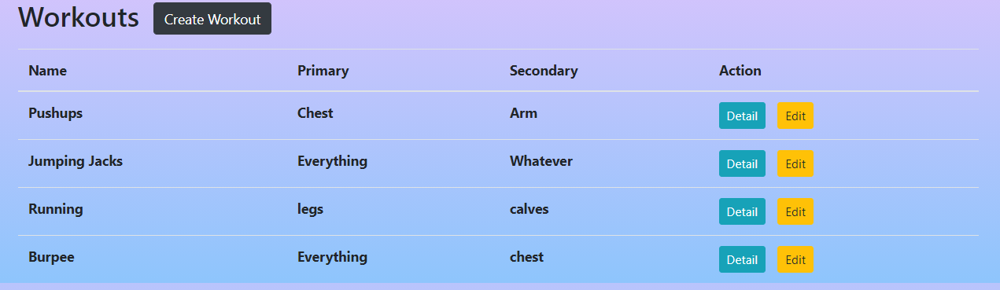 Workouts Create Workout
Name Primary Secondary Action
Pushups Chest Arm Detail Edit
Jumping Jacks Everything Whatever Detail Edit
Running legs calves Detail Edit
Burpee Everything chest Detail Edit